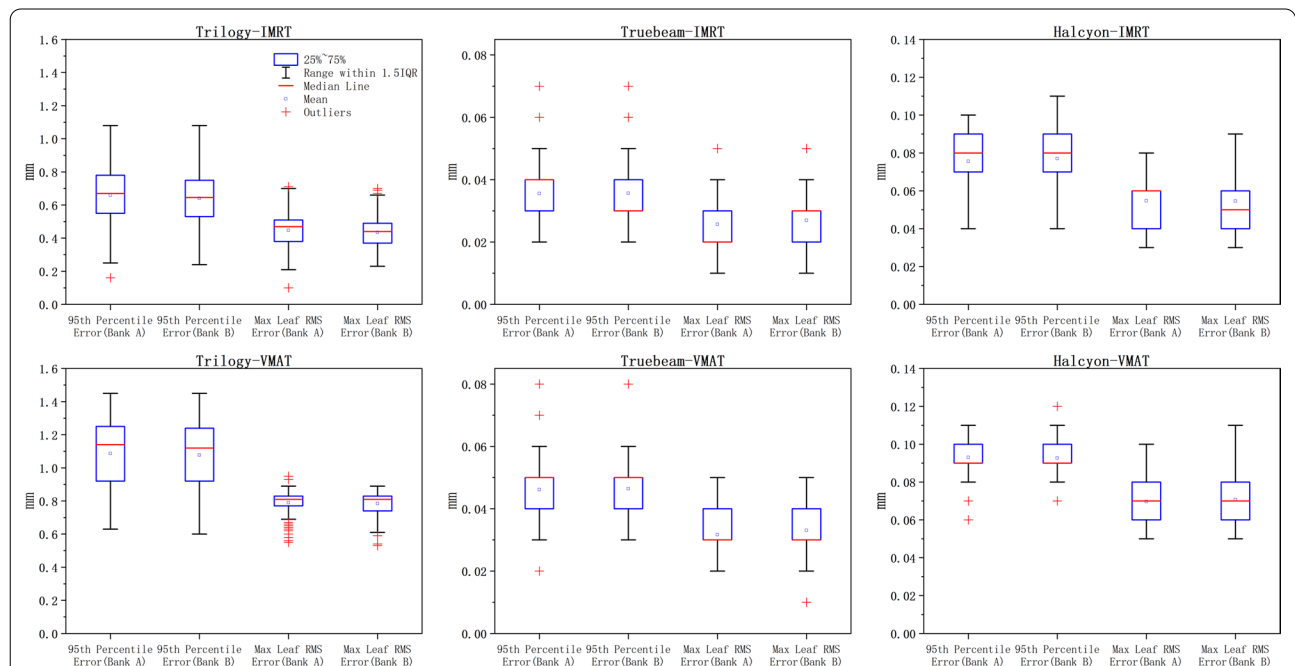 Trilogy-IMRT
1.6
1.4
1.2
1.0
0.8
0.6
0.4
0.2
0.0
mm
25%~75%
Range within 1.5IQR
Median Line
Mean
Outliers
95th Percentile
Error(Bank A)
95th Percentile
Error(Bank B)
Max Leaf RMS
Error(Bank A)
Max Leaf RMS
Error(Bank B)
Truebeam-IMRT
0.08
0.06
0.04
0.02
0.00
mm
95th Percentile
Error(Bank A)
95th Percentile
Error(Bank B)
Max Leaf RMS
Error(Bank A)
Max Leaf RMS
Error(Bank B)
Halcyon-IMRT
0.14
0.12
0.10
0.08
0.06
0.04
0.02
0.00
mm
95th Percentile
Error(Bank A)
95th Percentile
Error(Bank B)
Max Leaf RMS
Error(Bank A)
Max Leaf RMS
Error(Bank B)
Trilogy-VMAT
1.6
1.4
1.2
1.0
0.8
0.6
0.4
0.2
0.0
mm
95th Percentile
Error(Bank A)
95th Percentile
Error(Bank B)
Max Leaf RMS
Error(Bank A)
Max Leaf RMS
Error(Bank B)
Truebeam-VMAT
0.08
0.06
0.04
0.02
0.00
mm
95th Percentile
Error(Bank A)
95th Percentile
Error(Bank B)
Max Leaf RMS
Error(Bank A)
Max Leaf RMS
Error(Bank B)
Halcyon-VMAT
0.14
0.12
0.10
0.08
0.06
0.04
0.02
0.00
mm
95th Percentile
Error(Bank A)
95th Percentile
Error(Bank B)
Max Leaf RMS
Error(Bank A)
Max Leaf RMS
Error(Bank B)